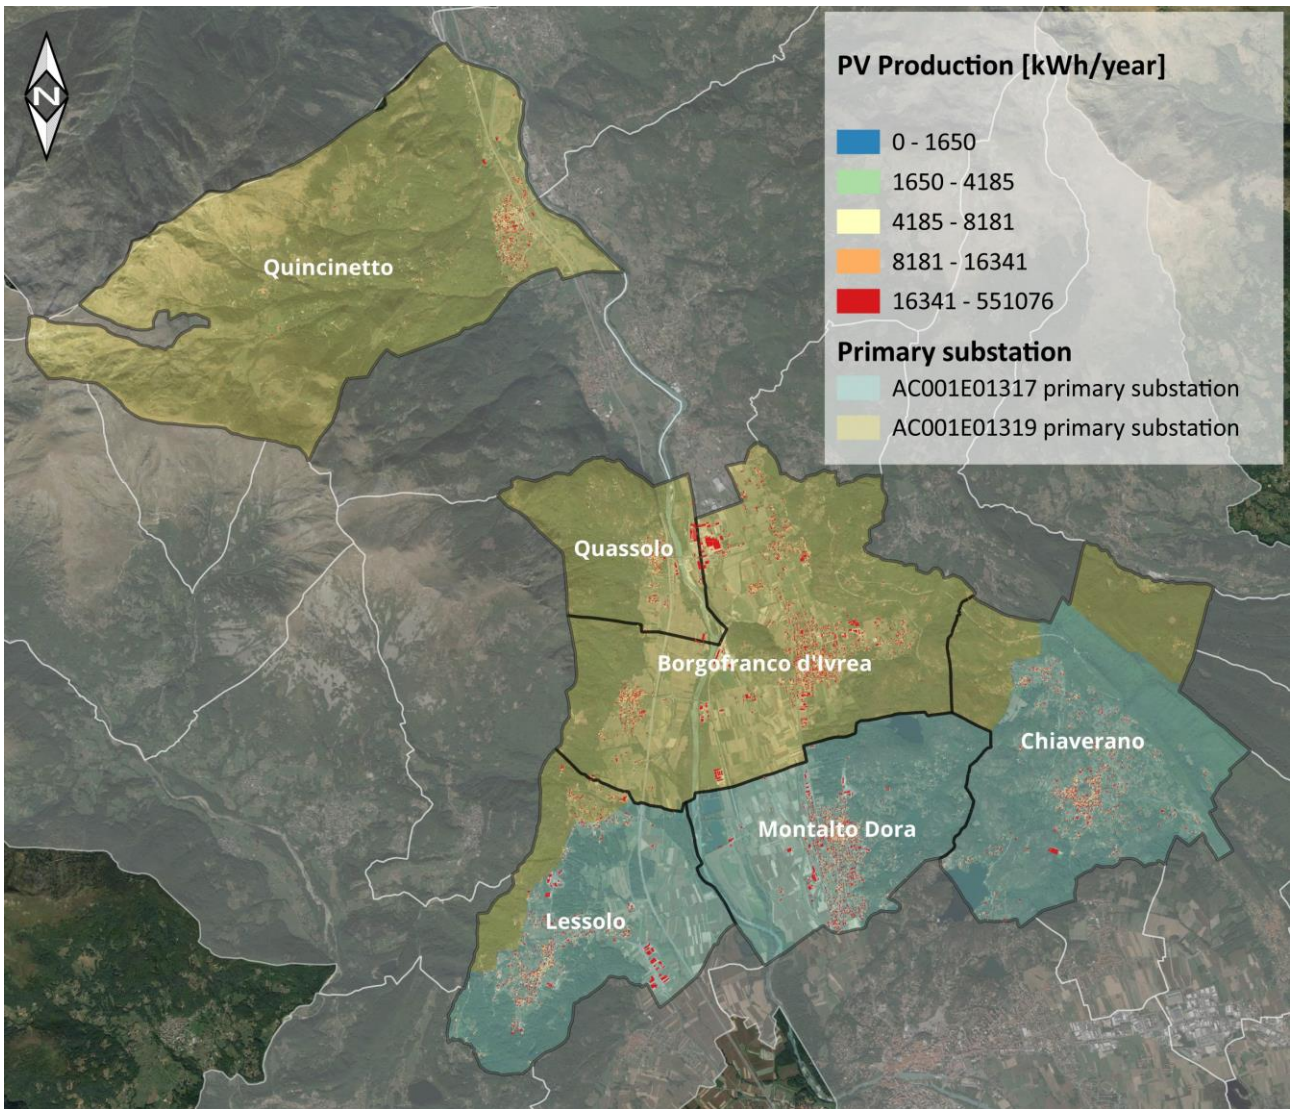 N
PV Production [kWh/year]
0 - 1650
1650 - 4185
4185 - 8181
8181 - 16341
16341 - 551076
Primary substation
AC001E01317 primary substation
AC001E01319 primary substation
Quincinetto
Quassolo
Borgofranco d'Ivrea
Chiaverano
Montalto Dora
Lessolo